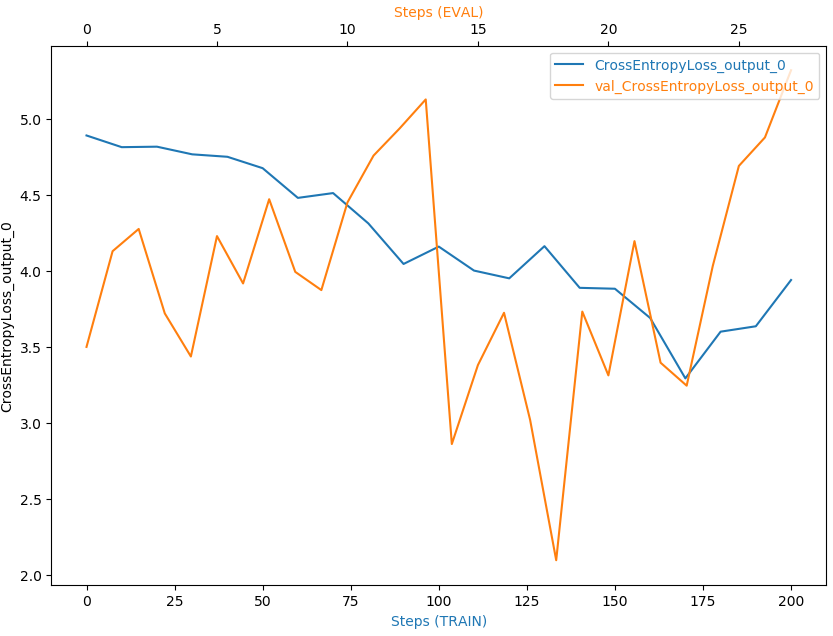 Steps (EVAL)
0 5 10 15 20 25
CrossEntropyLoss_output_0
val_CrossEntropyLoss_output_0
CrossEntropyLoss_output_0
5.0
4.5
4.0
3.5
3.0
2.5
2.0
0 25 50 75 100 125 150 175 200
Steps (TRAIN)